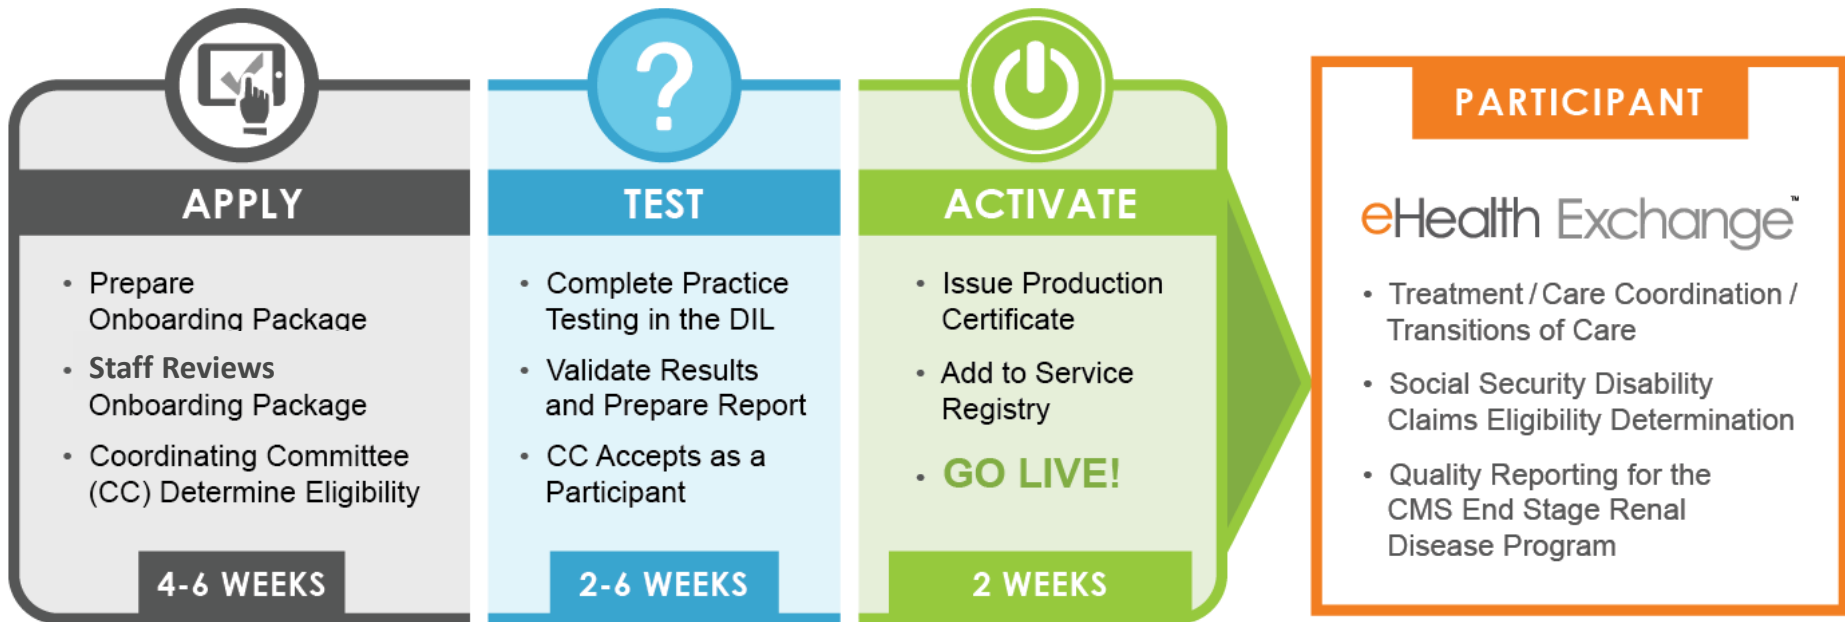 APPLY
• Prepare
Onboarding Package
• Staff Reviews
Onboarding Package
• Coordinating Committee
(CC) Determine Eligibility
4-6 WEEKS
?
TEST
• Complete Practice
Testing in the DIL
• Validate Results
and Prepare Report
• CC Accepts as a
Participant
2-6 WEEKS
ACTIVATE
• Issue Production
Certificate
• Add to Service
Registry
• GO LIVE!
2 WEEKS
PARTICIPANT
eHealth Exchange™
• Treatment / Care Coordination /
Transitions of Care
• Social Security Disability
Claims Eligibility Determination
• Quality Reporting for the
CMS End Stage Renal
Disease Program